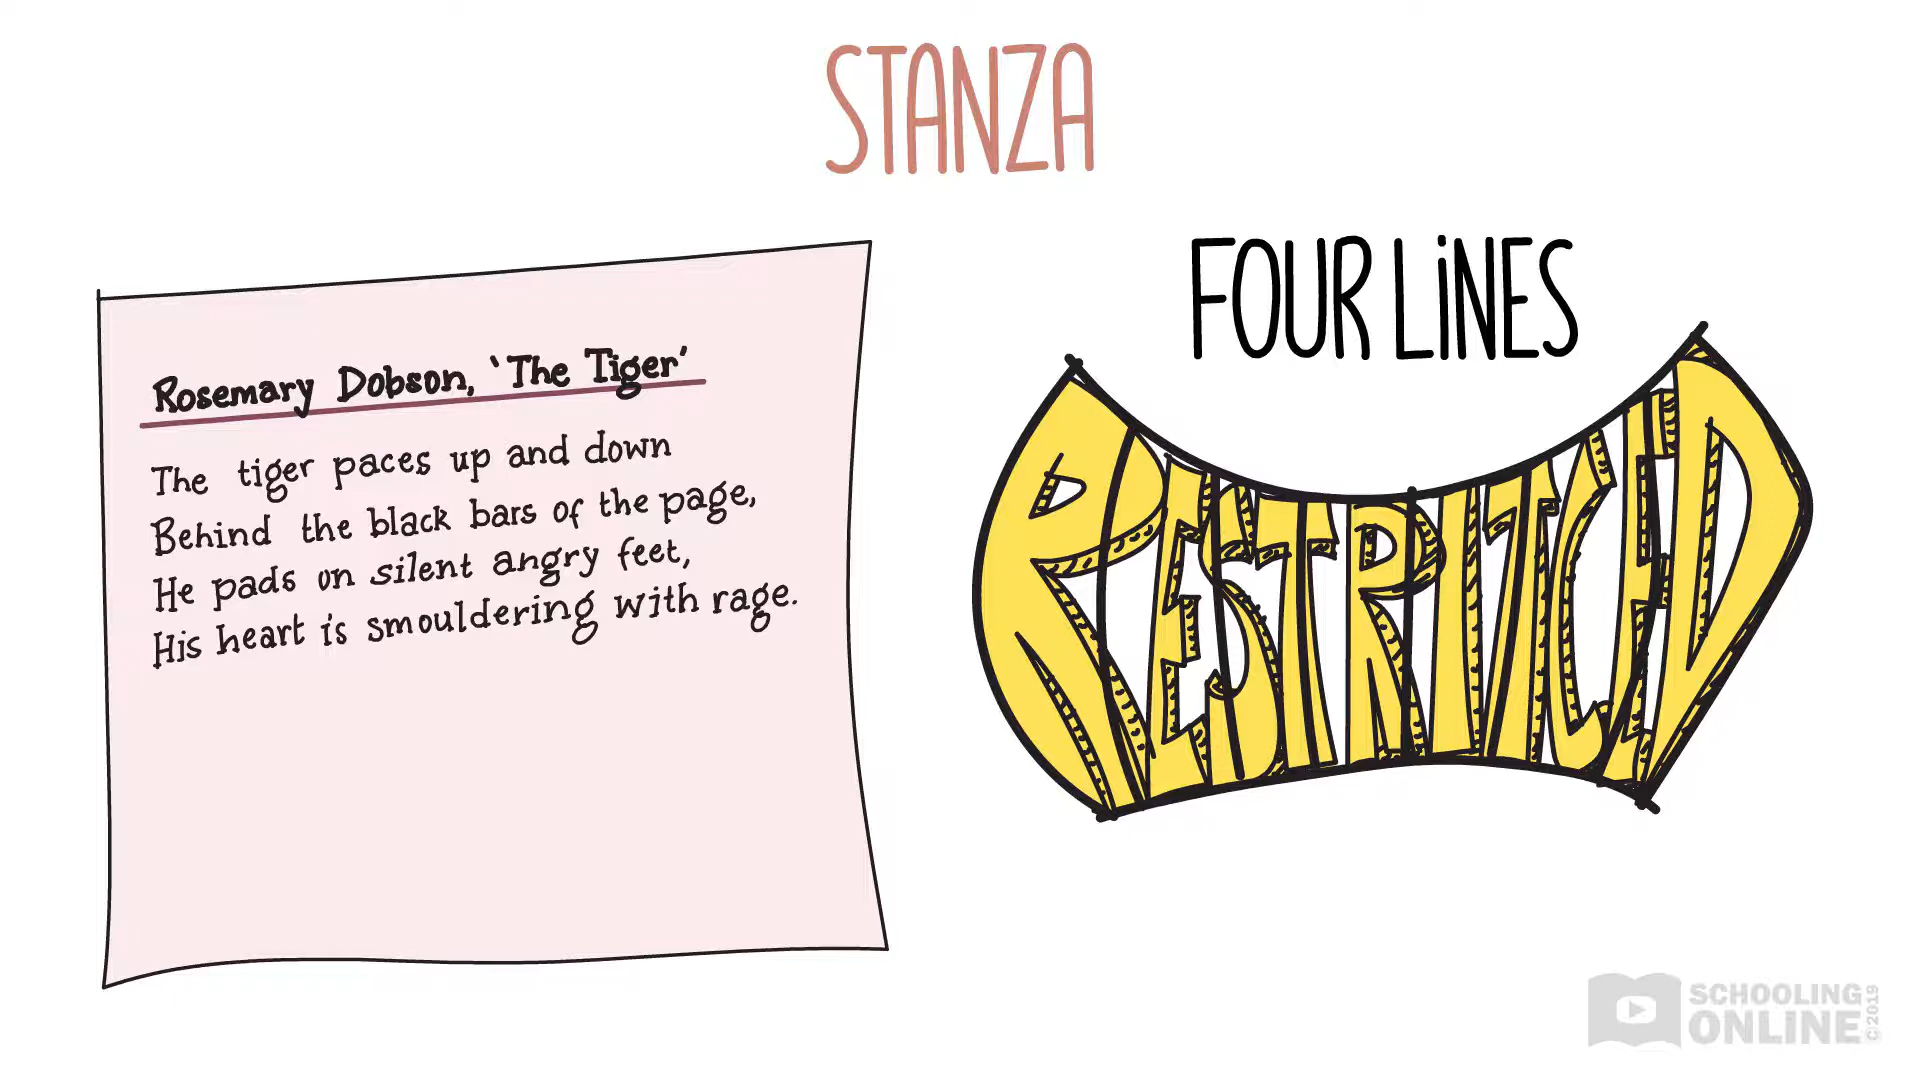 STANZA
Rosemary Dobson, 'The Tiger'
The tiger paces up and down
Behind the black bars of the page,
He pads on silent angry feet,
His heart is smouldering with rage.
FOUR LiNES
RESTRITCED
SCHOOLING
ONLINE
©2019